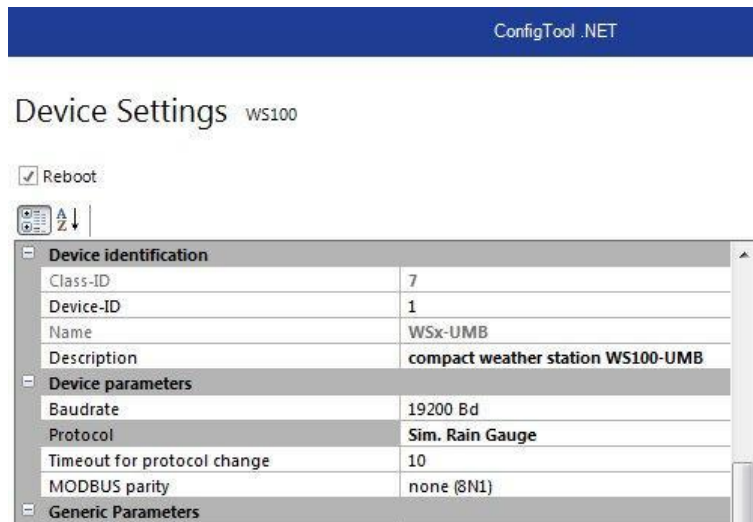 ConfigTool .NET
Device Settings WS100
Reboot
A
Z
Device identification
Class-ID 7
Device-ID 1
Name WSx-UMB
Description compact weather station WS100-UMB
Device parameters
Baudrate 19200 Bd
Protocol Sim. Rain Gauge
Timeout for protocol change 10
MODBUS parity none (8N1)
Generic Parameters